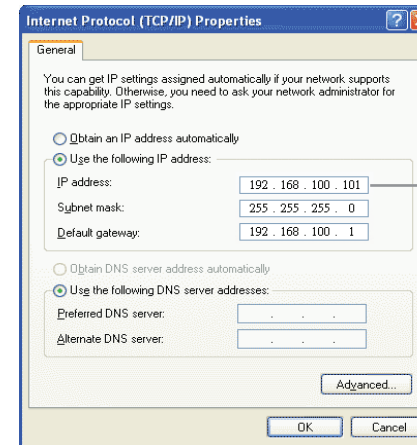 Internet Protocol (TCP/IP) Properties
General
You can get IP settings assigned automatically if your network supports
this capability. Otherwise, you need to ask your network administrator for
the appropriate IP settings.
Obtain an IP address automatically
Use the following IP address:
IP address: 192 . 168 . 100 . 101
Subnet mask: 255 . 255 . 255 . 0
Default gateway: 192 . 168 . 100 . 1
Obtain DNS server address automatically
Use the following DNS server addresses:
Preferred DNS server: . . .
Alternate DNS server: . . .
Advanced...
OK Cancel